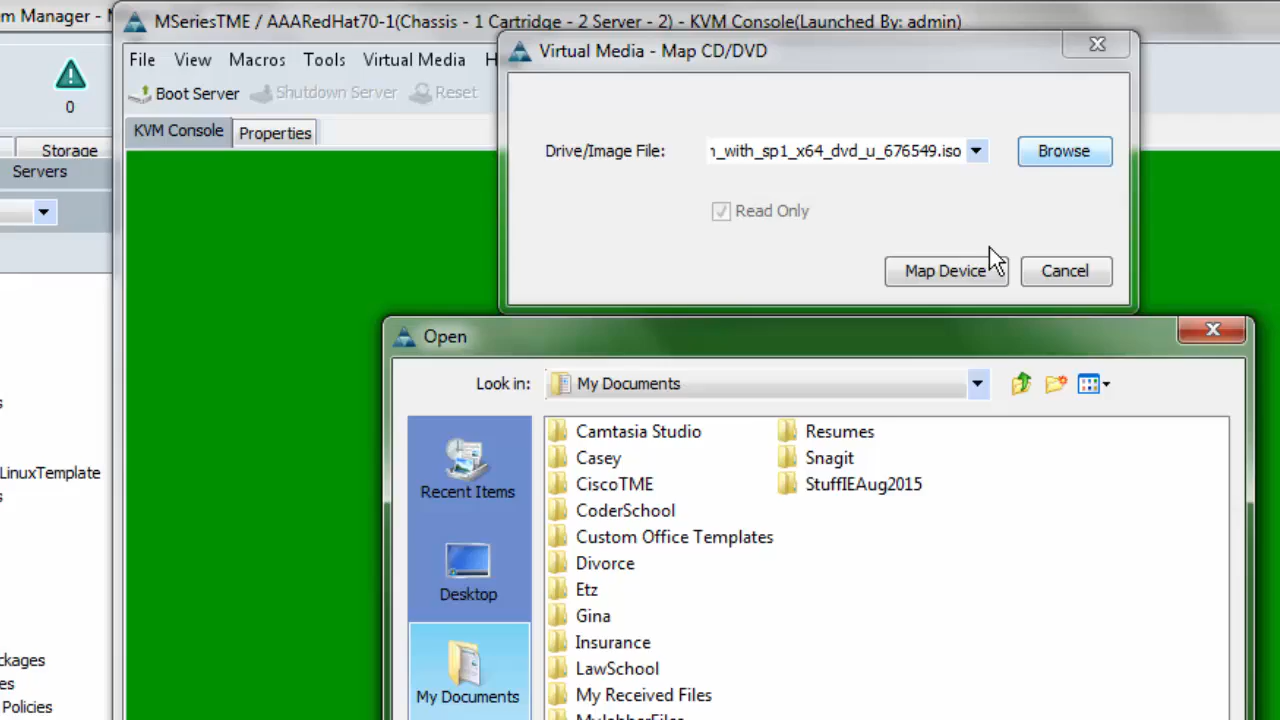 m Manager -
MSeriesTME / AAARedHat70-1(Chassis - 1 Cartridge - 2 Server - 2) - KVM Console(Launched By: admin)
Virtual Media - Map CD/DVD
File View Macros Tools Virtual Media H
0
Boot Server Shutdown Server Reset
KVM Console Properties
Storage
Servers
Drive/Image File: _with_sp1_x64_dvd_u_676549.iso Browse
Read Only
Map Device Cancel
Open
Look in: My Documents
Recent Items
Desktop
My Documents
Camtasia Studio
Casey
CiscoTME
CoderSchool
Custom Office Templates
Divorce
Etz
Gina
Insurance
LawSchool
My Received Files
Resumes
Snagit
StuffIEAug2015
LinuxTemplate
ckages
es
Policies